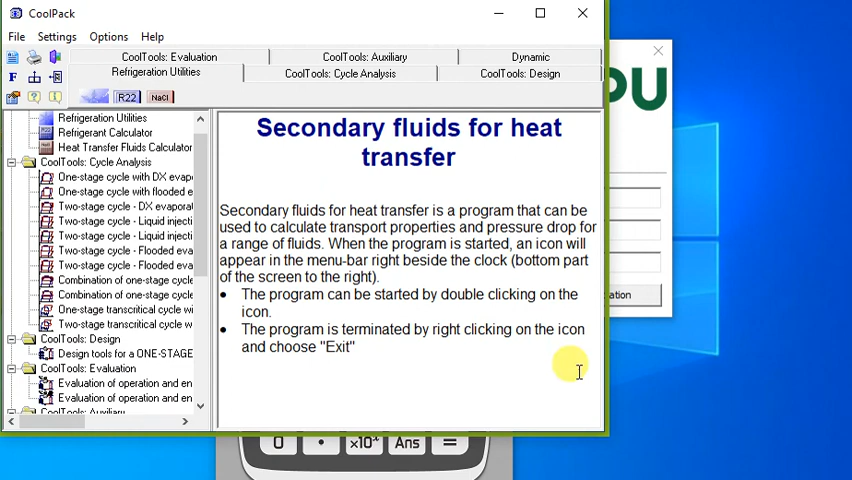 CoolPack
File Settings Options Help
CoolTools: Evaluation CoolTools: Auxiliary Dynamic
Refrigeration Utilities CoolTools: Cycle Analysis CoolTools: Design
F R22 NaCl
Refrigeration Utilities
Refrigerant Calculator
Heat Transfer Fluids Calculator
CoolTools: Cycle Analysis
One-stage cycle with DX evapo
One-stage cycle with flooded e
Two-stage cycle - DX evaporat
Two-stage cycle - Liquid injecti
Two-stage cycle - Liquid injecti
Two-stage cycle - Flooded eva
Two-stage cycle - Flooded eva
Combination of one-stage cycle
Combination of one-stage cycle
One-stage transcritical cycle wi
Two-stage transcritical cycle w
CoolTools: Design
Design tools for a ONE-STAGE
CoolTools: Evaluation
Evaluation of operation and en
Evaluation of operation and en
CoolTools: Auxiliary
Secondary fluids for heat
transfer
Secondary fluids for heat transfer is a program that can be
used to calculate transport properties and pressure drop for
a range of fluids. When the program is started, an icon will
appear in the menu-bar right beside the clock (bottom part
of the screen to the right).
• The program can be started by double clicking on the
icon.
• The program is terminated by right clicking on the icon
and choose "Exit"
PU
ation
0 • ×10ˣ Ans =